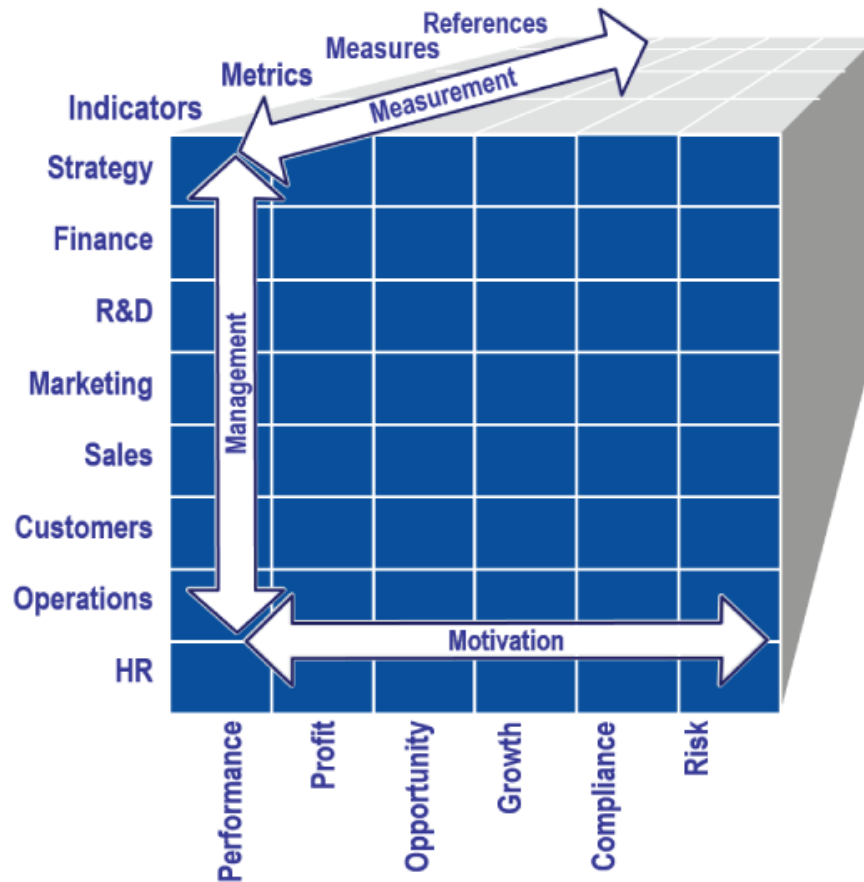 References
Measures
Metrics
Measurement
Indicators
Strategy
Finance
R&D
Marketing
Management
Sales
Customers
Operations
Motivation
HR
Performance
Profit
Opportunity
Growth
Compliance
Risk